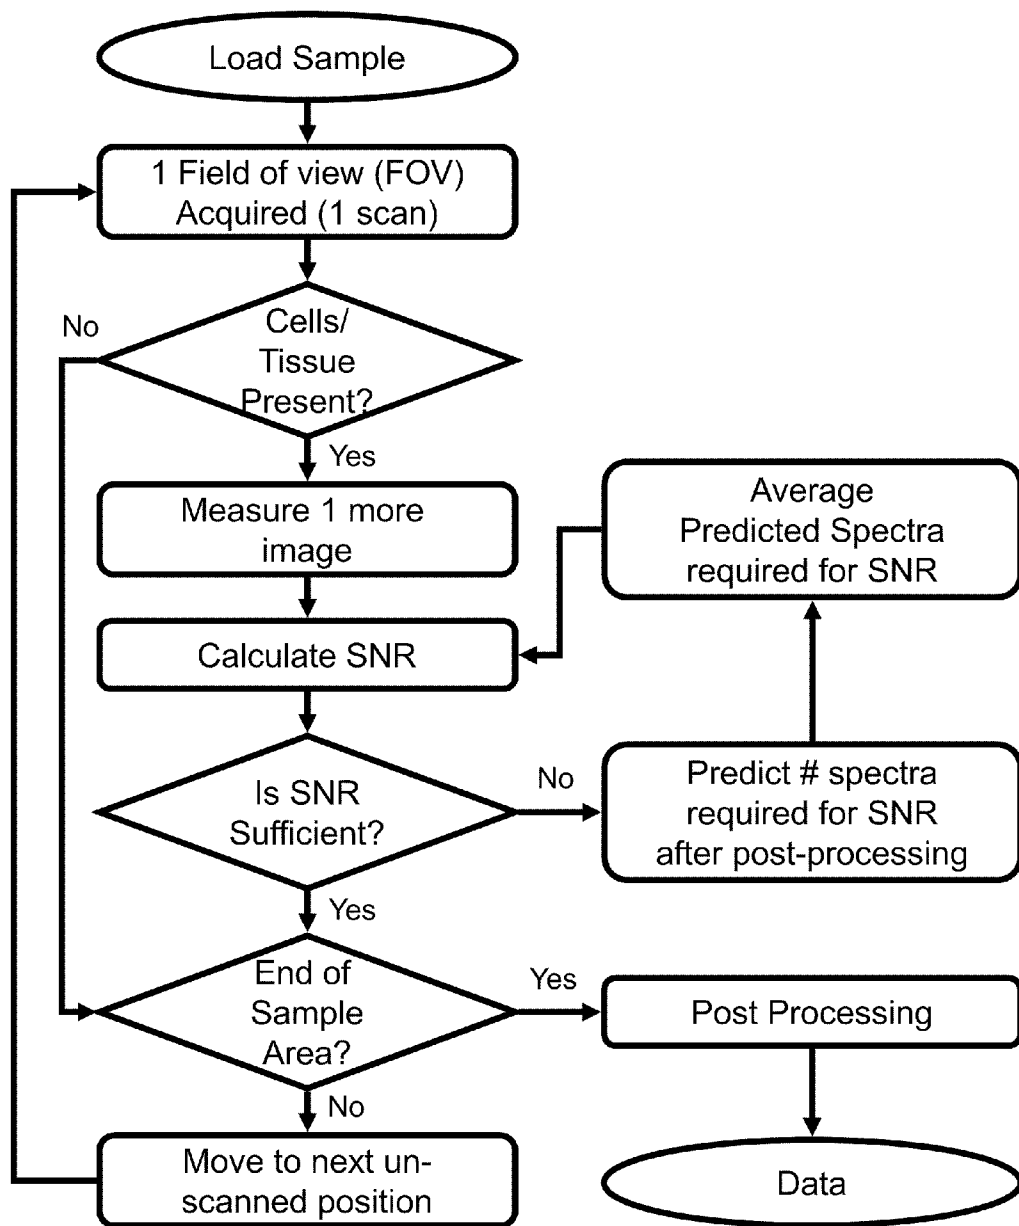 Load Sample
1 Field of view (FOV)
Acquired (1 scan)
No
Cells/
Tissue
Present?
Yes
Measure 1 more
image
Average
Predicted Spectra
required for SNR
Calculate SNR
Is SNR
Sufficient?
No
Predict # spectra
required for SNR
after post-processing
Yes
End of
Sample
Area?
Yes
Post Processing
No
Move to next un-
scanned position
Data